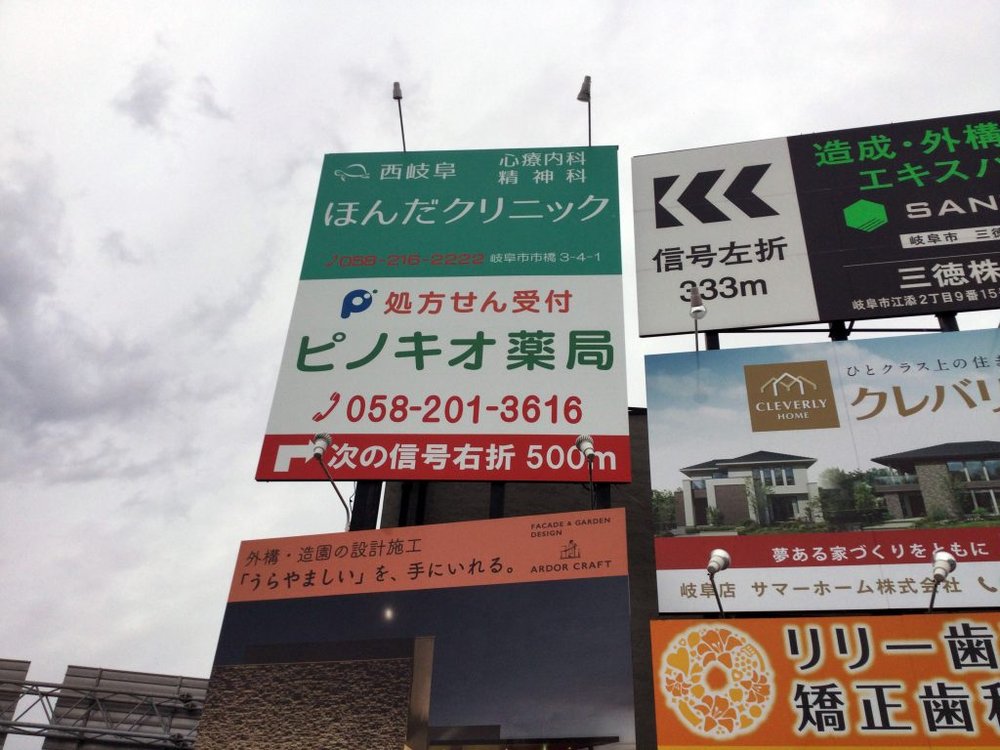 西岐阜
心療内科
精神科
ほんだクリニック
058-216-2222 岐阜市市橋 3-4-1
処方せん受付
ピノキオ薬局
058-201-3616
次の信号右折 500m
外構・造園の設計施工
「うらやましい」を、手にいれる。
FACADE & GARDEN
DESIGN
ARDOR CRAFT
信号左折
333m
造成・外構
エキスパ
SAN
岐阜市 三徳
三徳株
岐阜市江添2丁目9番15
ひとクラス上の住ま
CLEVERLY
HOME
クレバリ
夢ある家づくりをともに
岐阜店 サマーホーム株式会社
リリー歯
矯正歯科